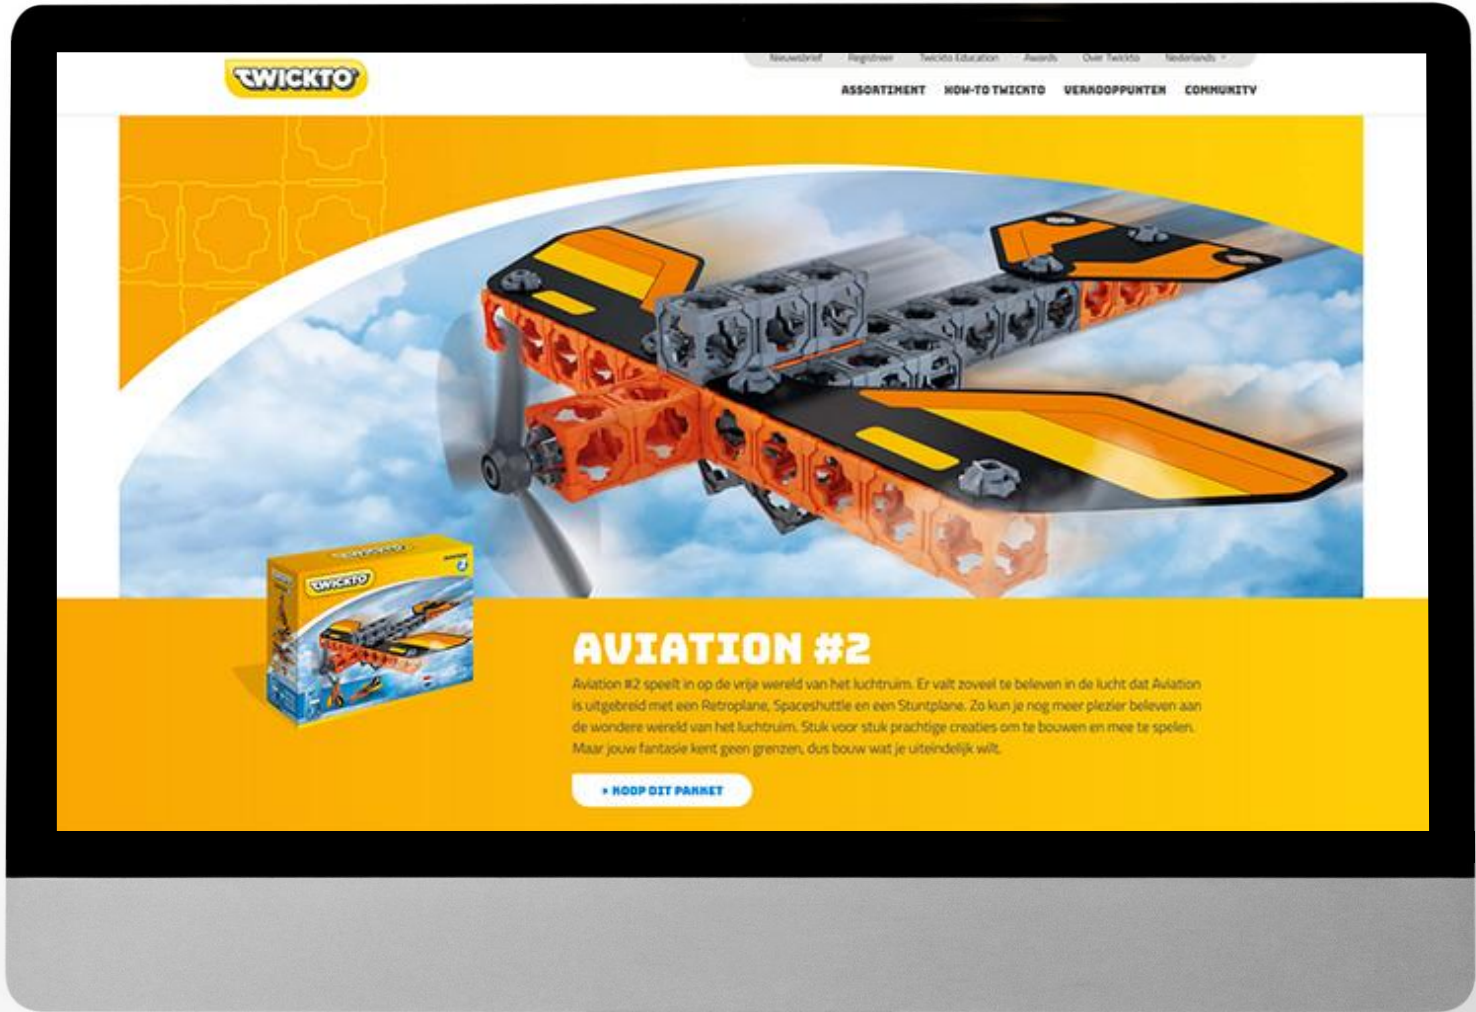 Nieuwsbrief Registreer Twickto Education Awards Over Twickto Nederlands
TWICKTO
ASSORTIMENT HOW-TO TWICKTO VERKOOPPUNTEN COMMUNITY
TWICKTO
AVIATION #2
Aviation #2 speelt in op de vrije wereld van het luchtruim. Er valt zoveel te beleven in de lucht dat Aviation
is uitgebreid met een Retroplane, Spaceshuttle en een Stuntplane. Zo kun je nog meer plezier beleven aan
de wondere wereld van het luchtruim. Stuk voor stuk prachtige creaties om te bouwen en mee te spelen.
Maar jouw fantasie kent geen grenzen, dus bouw wat je uiteindelijk wilt.
KOOP DIT PAKKET